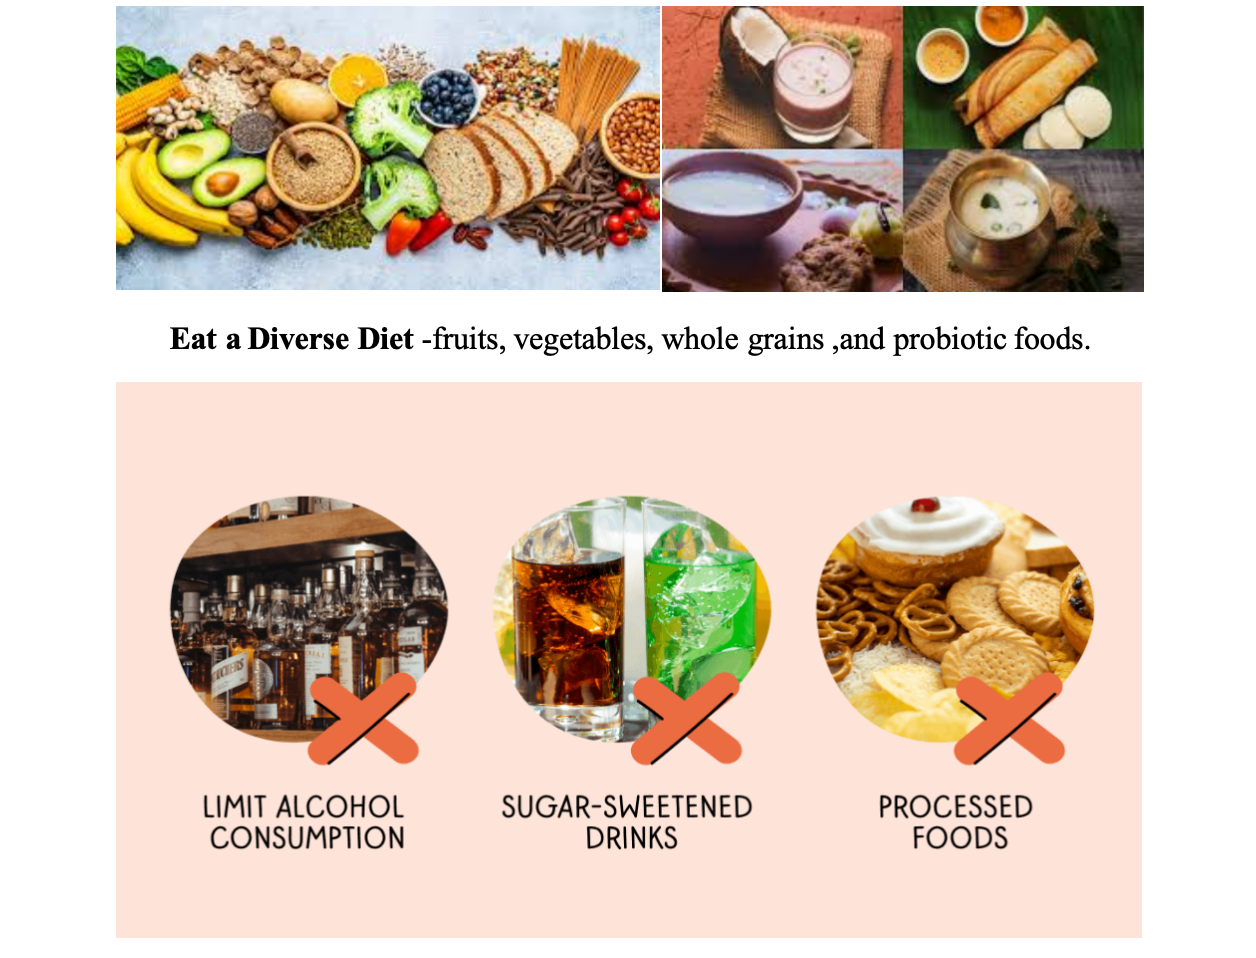 Eat a Diverse Diet -fruits, vegetables, whole grains ,and probiotic foods.
LIMIT ALCOHOL
CONSUMPTION
SUGAR-SWEETENED
DRINKS
PROCESSED
FOODS